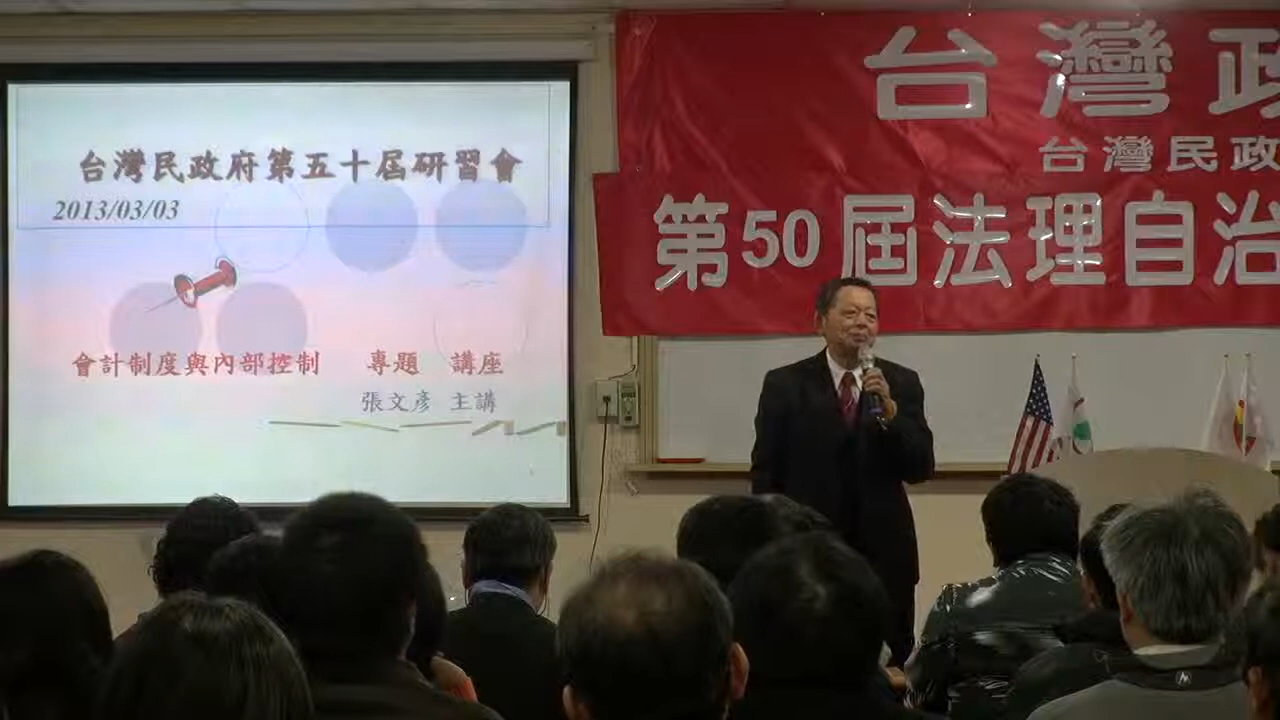 台灣民政府第五十屆研習會
2013/03/03
會計制度與內部控制 專題 講座
張文彥 主講
台灣政
台灣民政
第50屆法理自治